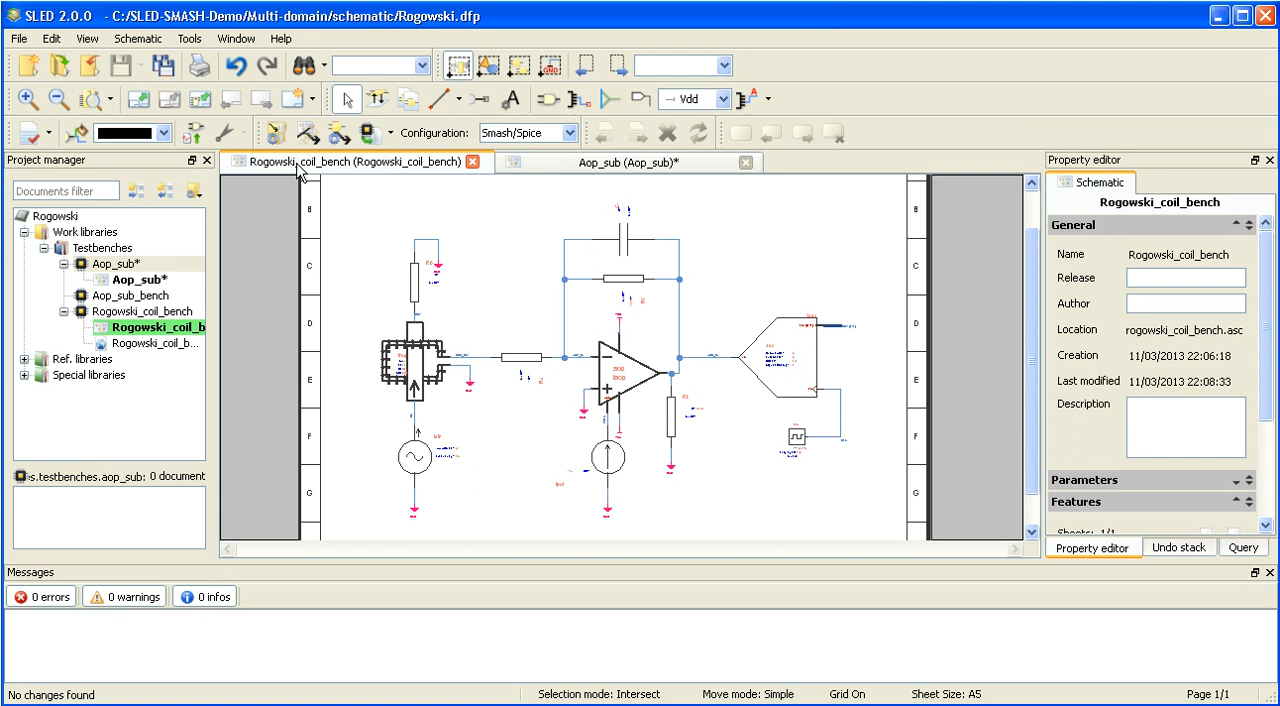 SLED 2.0.0 - C:/SLED-SMASH-Demo/Multi-domain/schematic/Rogowski.dfp
File Edit View Schematic Tools Window Help
Vdd
Configuration: Smash/Spice
Project manager
Rogowski_coil_bench (Rogowski_coil_bench)
Aop_sub (Aop_sub)*
Property editor
Documents filter
Schematic
Rogowski_coil_bench
Rogowski
Work libraries
Testbenches
Aop_sub*
Aop_sub*
Aop_sub_bench
Rogowski_coil_bench
Rogowski_coil_b
Rogowski_coil_b...
Ref. libraries
Special libraries
s.testbenches.aop_sub: 0 document
B
C
D
E
F
G
aop
B
C
D
E
F
G
General
Name Rogowski_coil_bench
Release
Author
Location rogowski_coil_bench.asc
Creation 11/03/2013 22:06:18
Last modified 11/03/2013 22:08:33
Description
Parameters
Features
Sheets: 1/1
Property editor Undo stack Query
Messages
0 errors 0 warnings 0 infos
No changes found Selection mode: Intersect Move mode: Simple Grid On Sheet Size: A5 Page 1/1